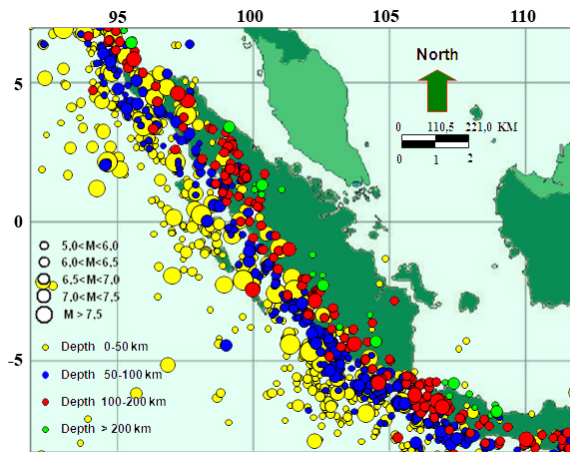 95 100 105 110
North
5
0 110,5 221,0 KM
0 1 2
0
5,0<M<6,0
6,0<M<6,5
6,5<M<7,0
7,0<M<7,5
M > 7,5
-5
Depth 0-50 km
Depth 50-100 km
Depth 100-200 km
Depth > 200 km